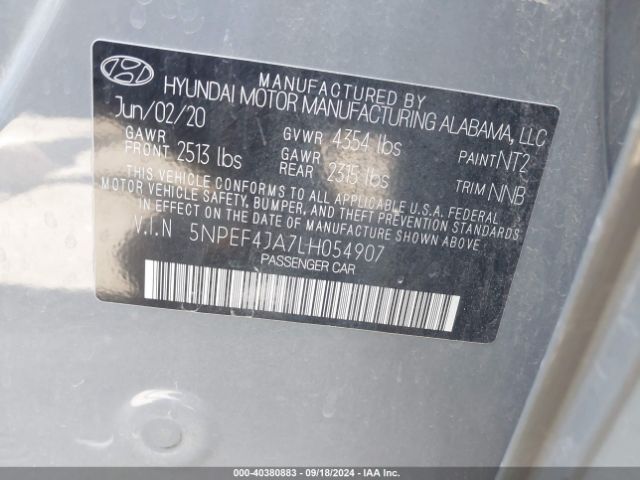 MANUFACTURED BY
HYUNDAI MOTOR MANUFACTURING ALABAMA, LLC
Jun/02/20
GVWR 4354 lbs
PAINT NT2
GAWR
FRONT 2513 lbs
GAWR
REAR 2315 lbs
TRIM NNB
THIS VEHICLE CONFORMS TO ALL APPLICABLE U.S.A. FEDERAL
MOTOR VEHICLE SAFETY, BUMPER, AND THEFT PREVENTION STANDARDS
IN EFFECT ON THE DATE OF MANUFACTURE SHOWN ABOVE.
V.I.N 5NPEF4JA7LH054907
PASSENGER CAR
000-40380883 / 09/18/2024 - IAA Inc.